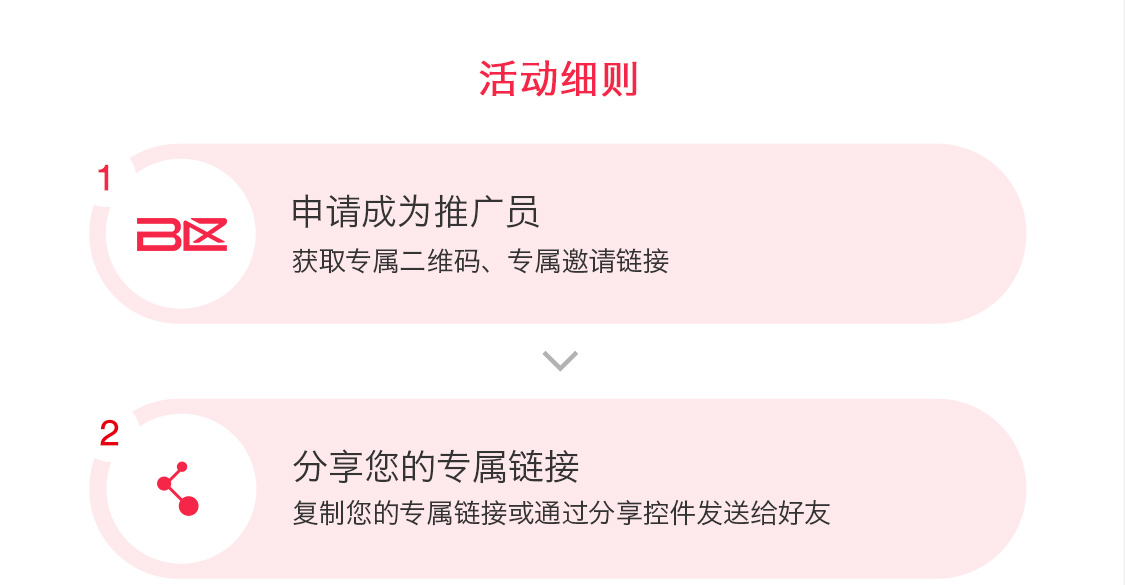 活动细则
1
B区
申请成为推广员
获取专属二维码、专属邀请链接
2
分享您的专属链接
复制您的专属链接或通过分享控件发送给好友